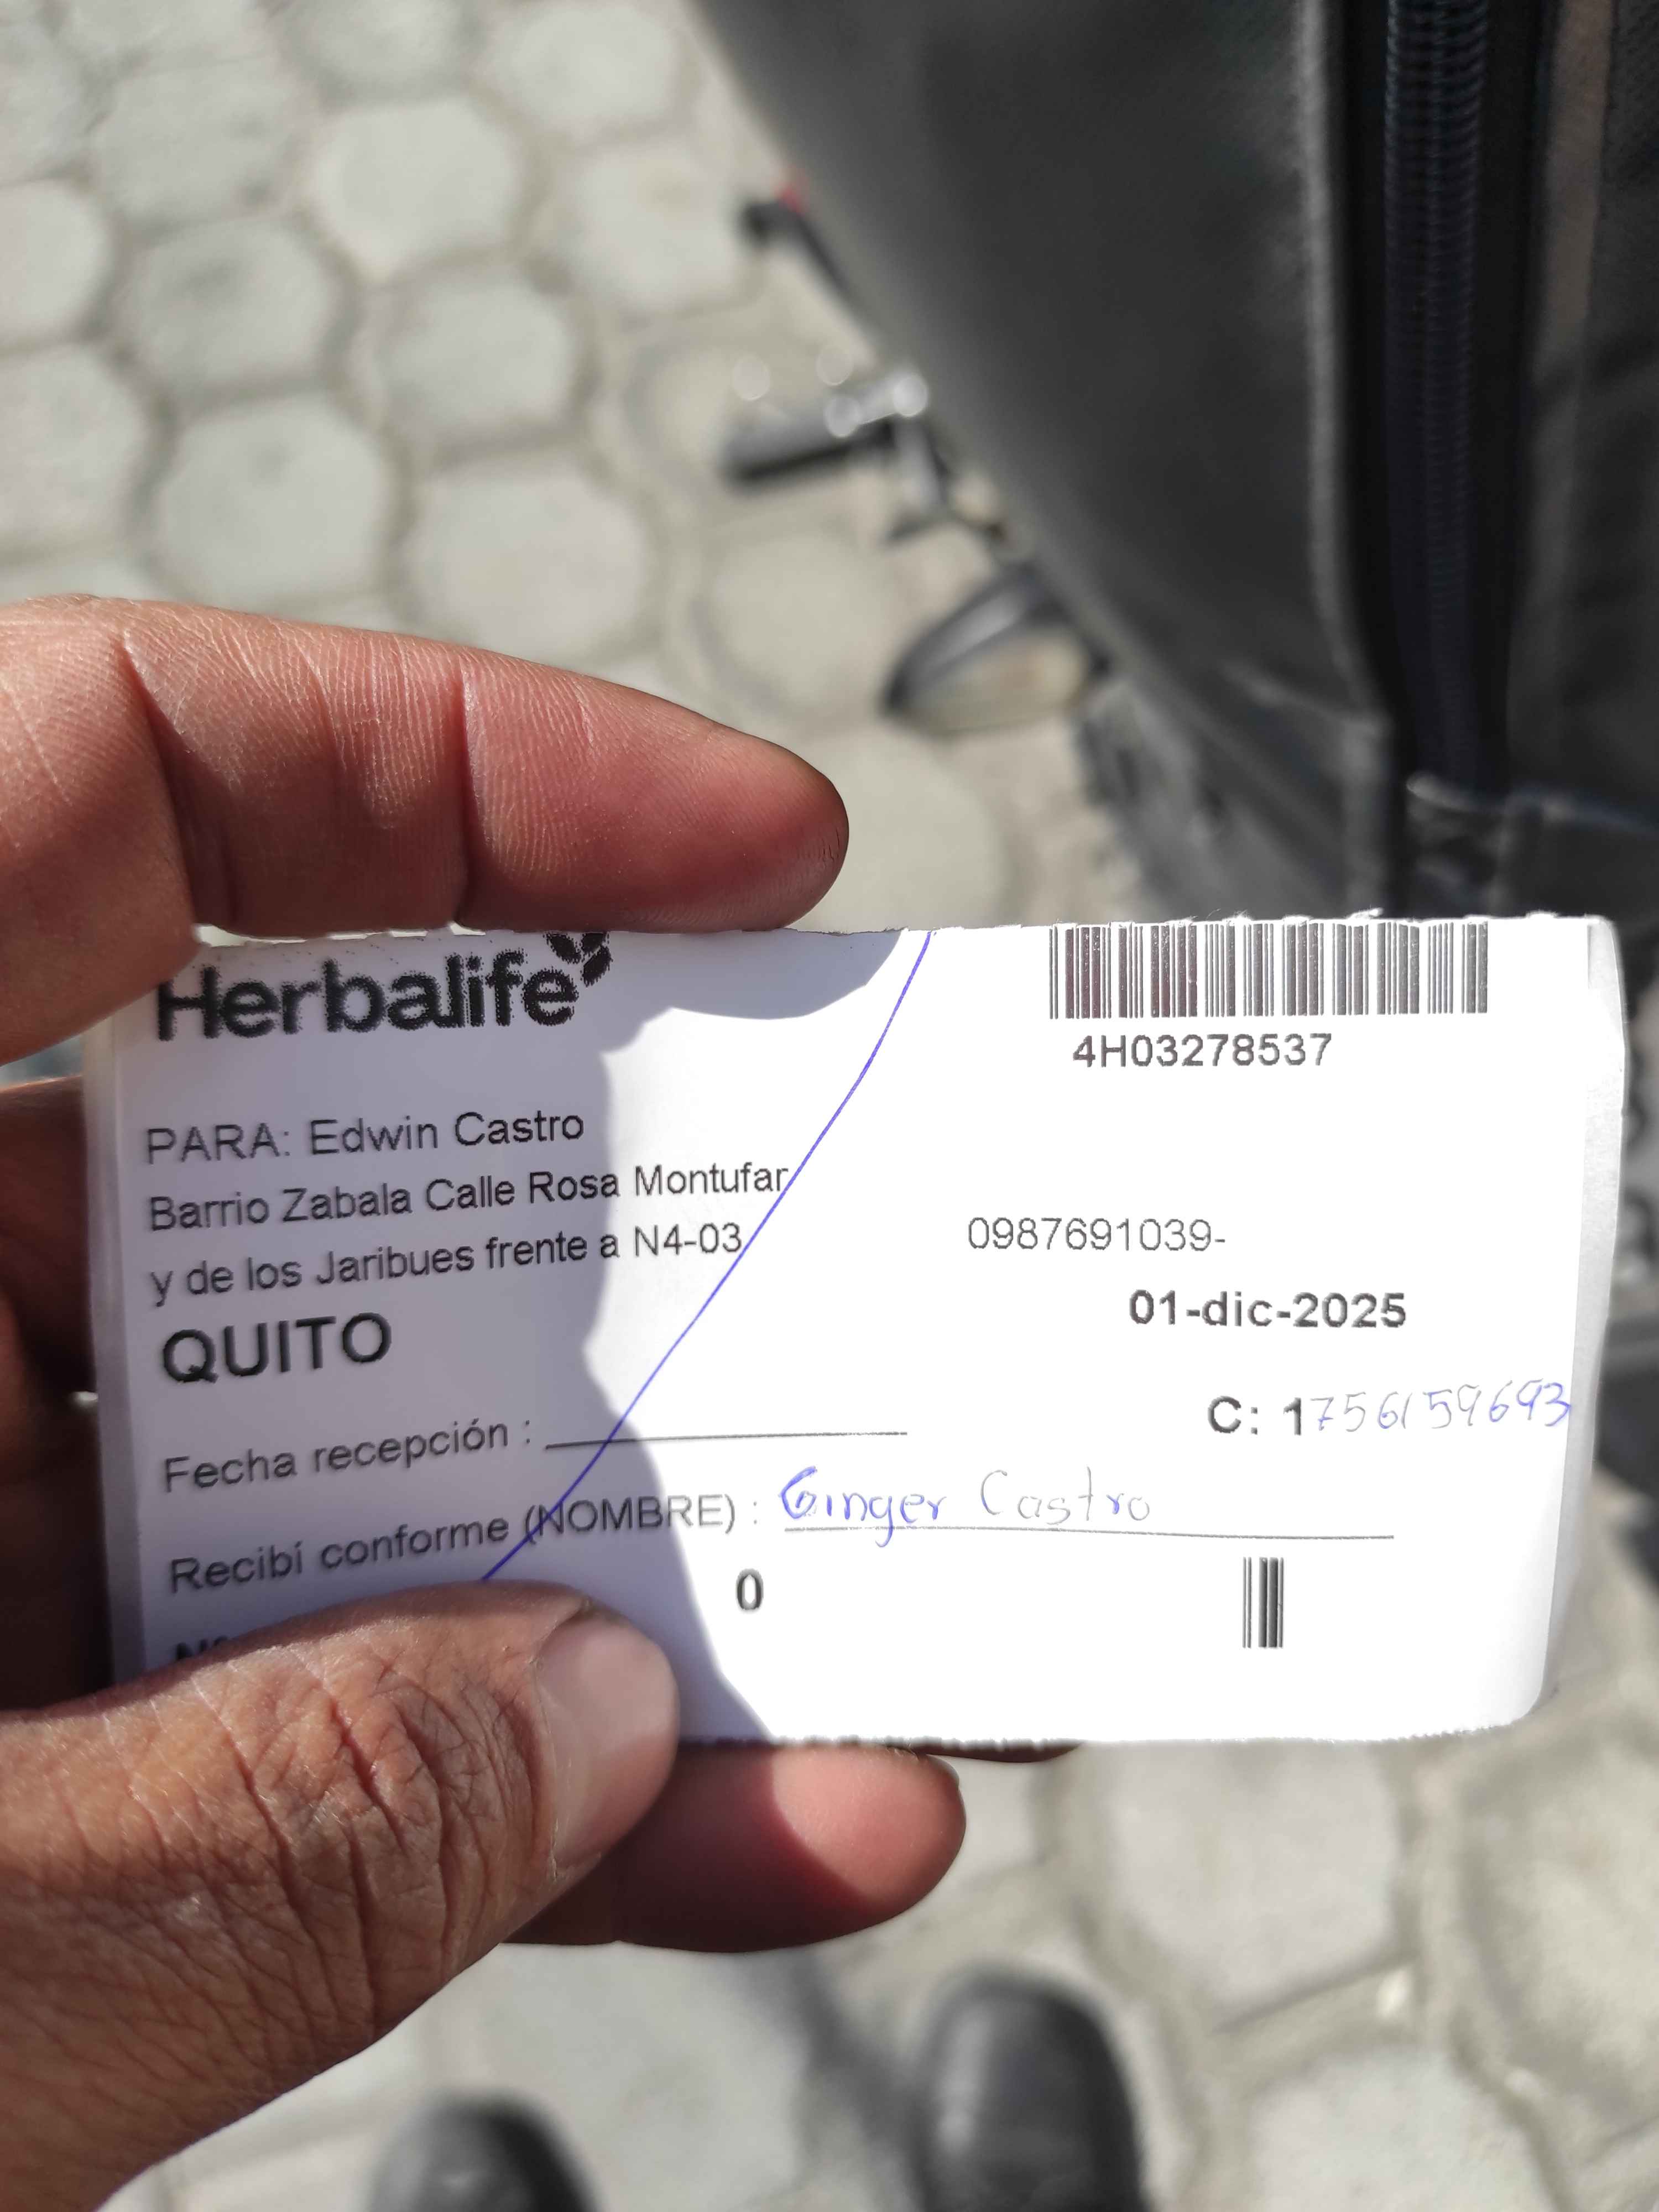 Herbalife
4H03278537
PARA: Edwin Castro
Barrio Zabala Calle Rosa Montufar
y de los Jaribues frente a N4-03
0987691039-
QUITO
01-dic-2025
C: 1756159693
Fecha recepción :
Recibí conforme (NOMBRE) : Ginger Castro
0